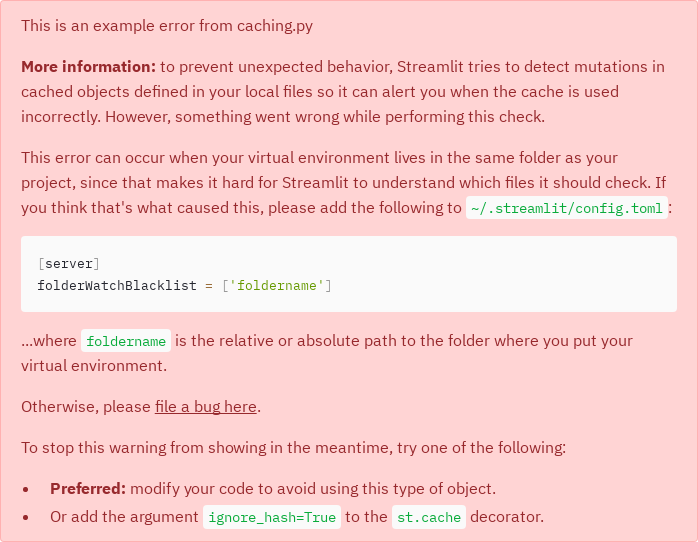 This is an example error from caching.py
More information: to prevent unexpected behavior, Streamlit tries to detect mutations in
cached objects defined in your local files so it can alert you when the cache is used
incorrectly. However, something went wrong while performing this check.
This error can occur when your virtual environment lives in the same folder as your
project, since that makes it hard for Streamlit to understand which files it should check. If
you think that's what caused this, please add the following to ~/.streamlit/config.toml:
[server]
folderWatchBlacklist = ['foldername']
...where foldername is the relative or absolute path to the folder where you put your
virtual environment.
Otherwise, please file a bug here.
To stop this warning from showing in the meantime, try one of the following:
• Preferred: modify your code to avoid using this type of object.
• Or add the argument ignore_hash=True to the st.cache decorator.